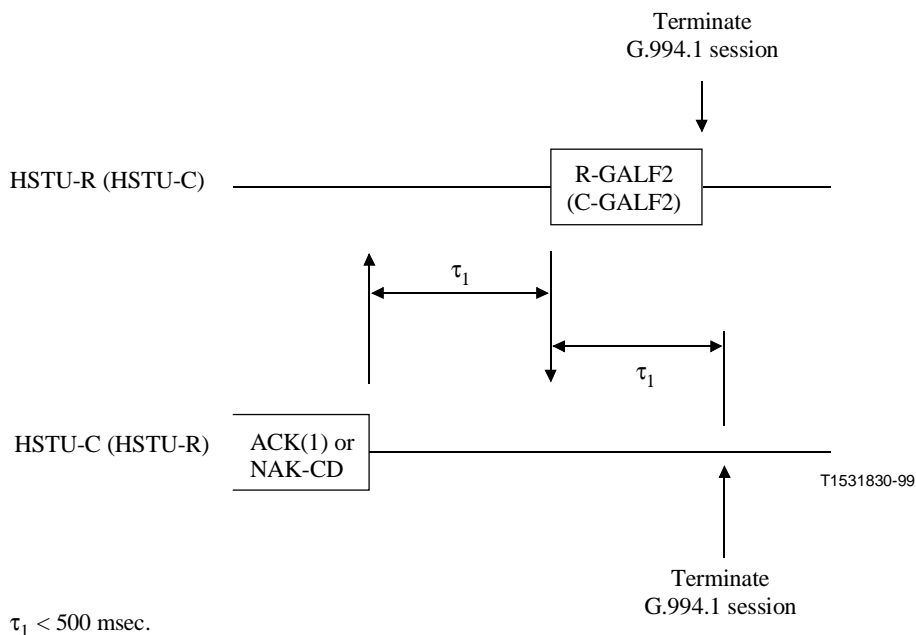 Terminate
G.994.1 session
HSTU-R (HSTU-C)
R-GALF2
(C-GALF2)
τ1
τ1
HSTU-C (HSTU-R)
ACK(1) or
NAK-CD
T1531830-99
Terminate
G.994.1 session
τ1 < 500 msec.